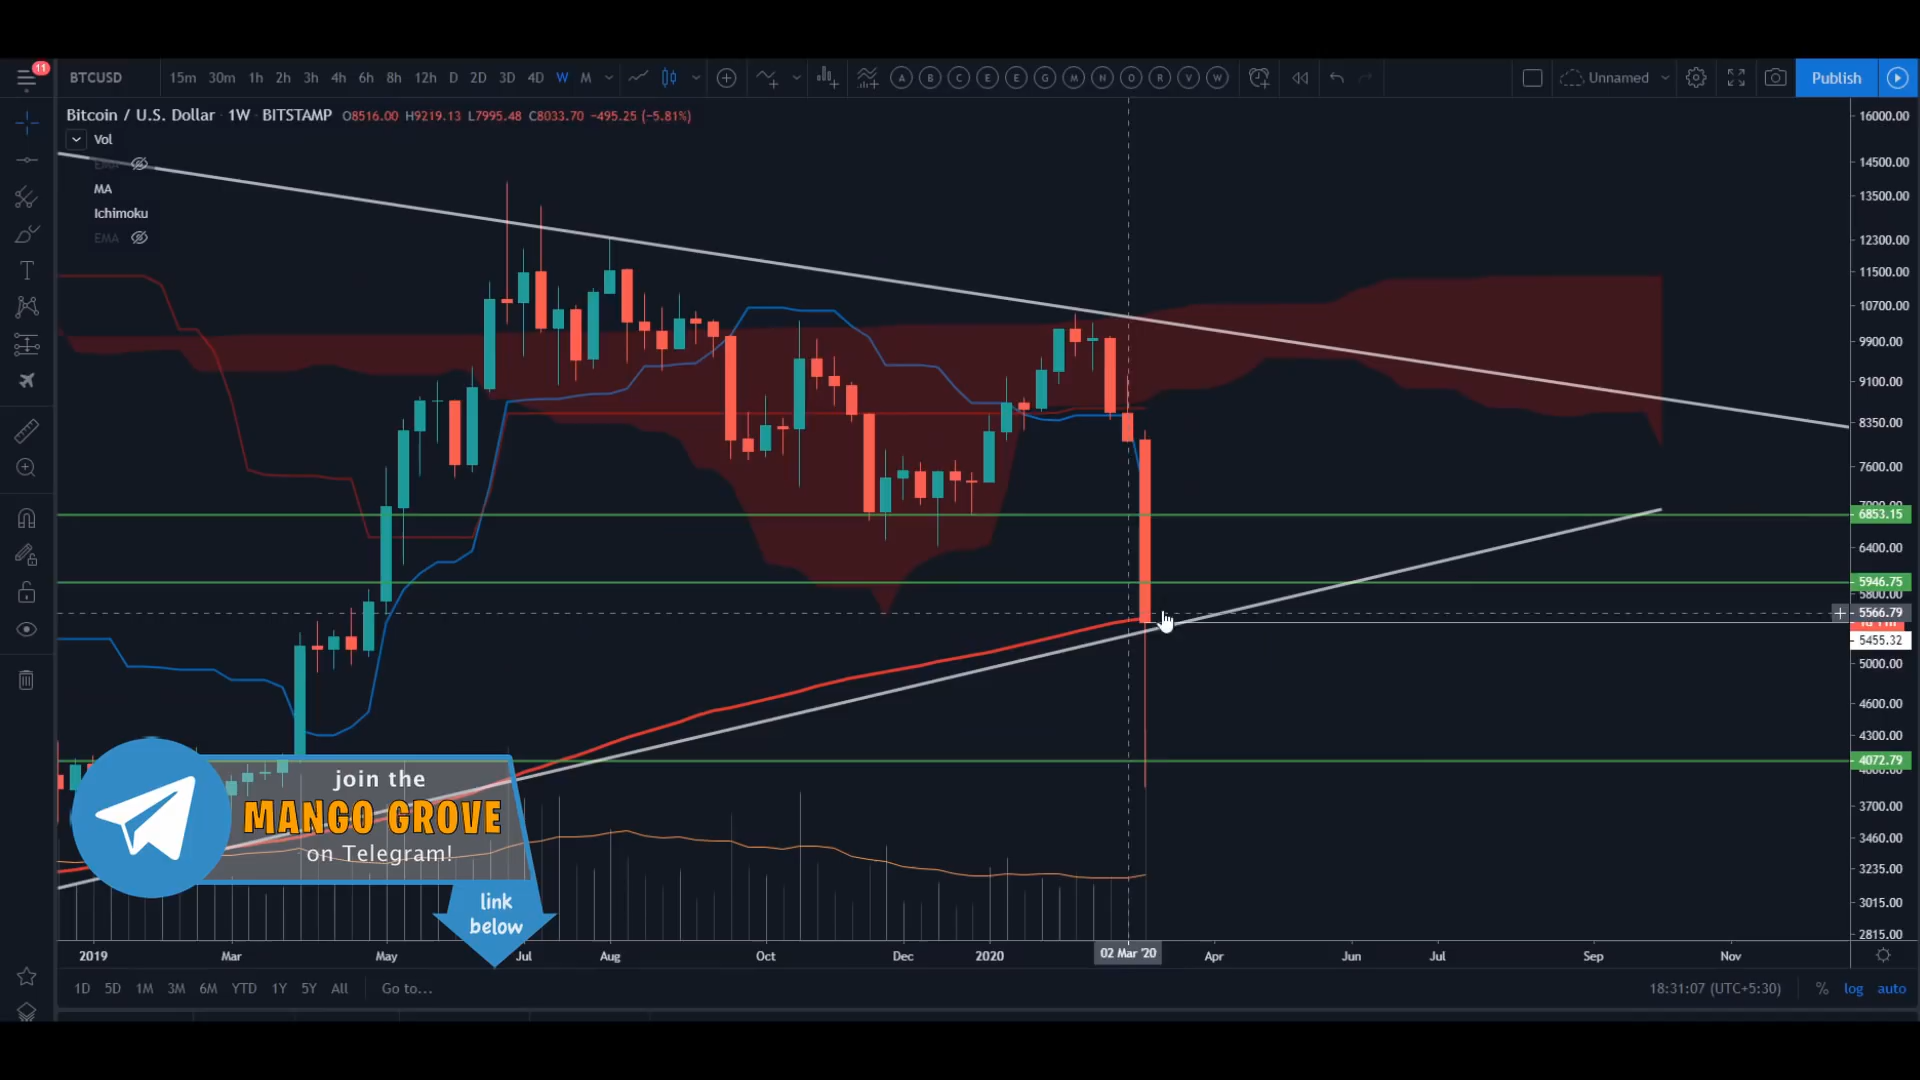 11
BTCUSD 15m 30m 1h 2h 3h 4h 6h 8h 12h D 2D 3D 4D W M A B C E E G M N O R V W Unnamed Publish
Bitcoin / U.S. Dollar 1W BITSTAMP O8516.00 H9219.13 L7995.48 C8033.70 -495.25 (-5.81%)
Vol
EMA
MA
Ichimoku
EMA
16000.00
14500.00
13500.00
12300.00
11500.00
10700.00
9900.00
9100.00
8350.00
7600.00
6853.15
6400.00
5946.75
5800.00
5566.79
5455.32
5000.00
4600.00
4300.00
4072.79
3700.00
3460.00
3235.00
3015.00
2815.00
join the
MANGO GROVE
on Telegram!
link
below
2019 Mar May Jul Aug Oct Dec 2020 02 Mar '20 Apr Jun Jul Sep Nov
1D 5D 1M 3M 6M YTD 1Y 5Y All Go to... 18:31:07 (UTC+5:30) % log auto